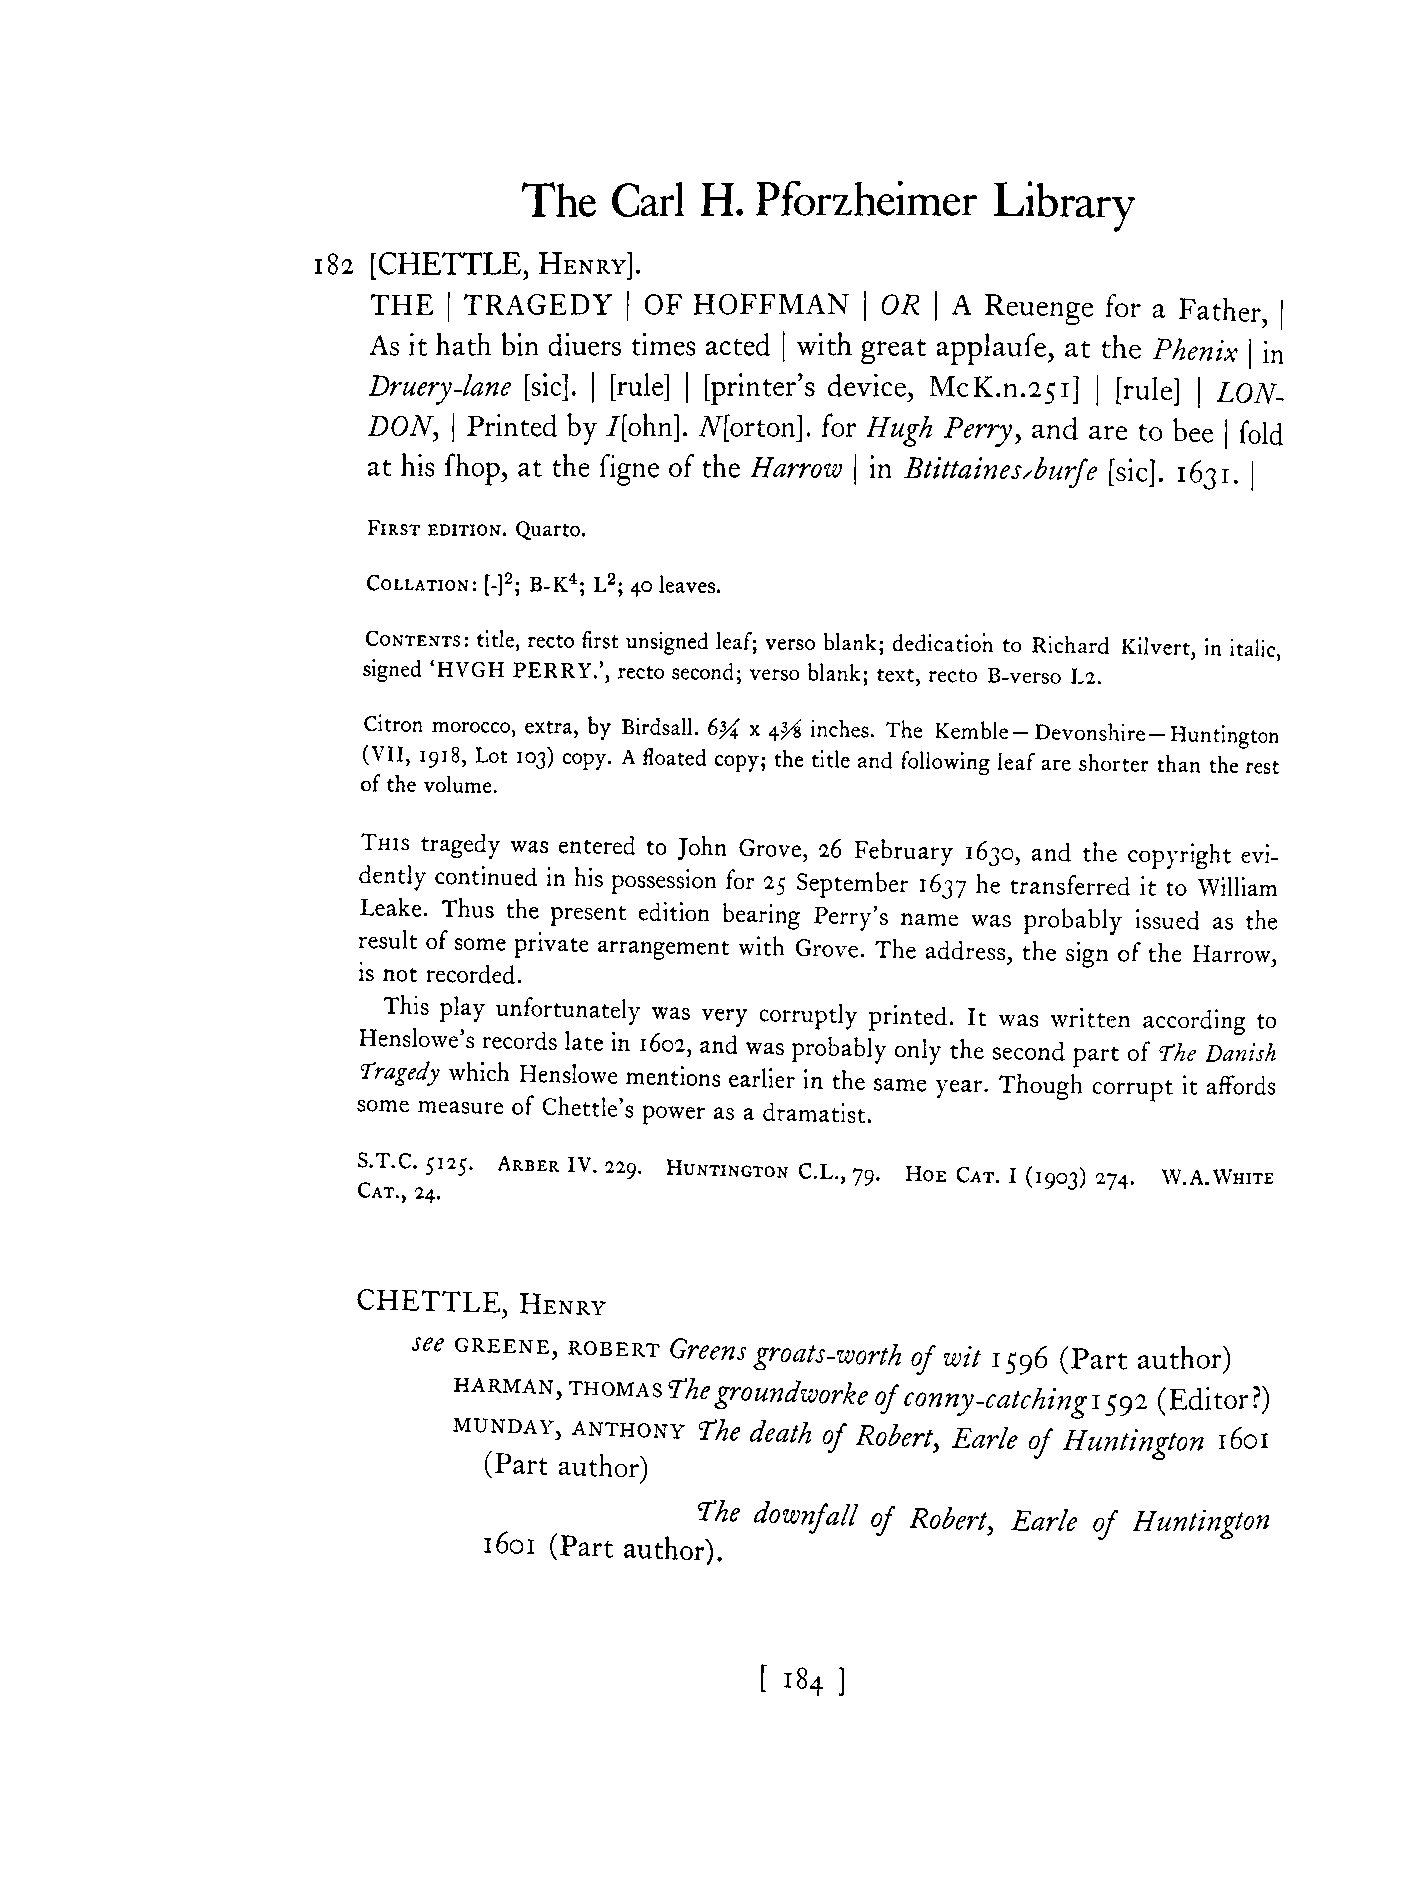 The Carl H. Pforzheimer Library
182 [CHETTLE, HENRY].
THE | TRAGEDY | OF HOFFMAN | OR | A Reuenge for a Father, |
As it hath bin diuers times acted | with great applauſe, at the Phenix | in
Druery-lane [sic]. | [rule] | [printer's device, McK.n.251] | [rule] | LON-
DON, | Printed by I[ohn]. N[orton]. for Hugh Perry, and are to bee | ſold
at his ſhop, at the ſigne of the Harrow | in Btittaines-burſe [sic]. 1631. |
FIRST EDITION. Quarto.
COLLATION: [-]²; B-K⁴; L²; 40 leaves.
CONTENTS: title, recto first unsigned leaf; verso blank; dedication to Richard Kilvert, in italic,
signed 'HVGH PERRY.', recto second; verso blank; text, recto B-verso L2.
Citron morocco, extra, by Birdsall. 6¾ x 4⅜ inches. The Kemble—Devonshire—Huntington
(VII, 1918, Lot 103) copy. A floated copy; the title and following leaf are shorter than the rest
of the volume.
THIS tragedy was entered to John Grove, 26 February 1630, and the copyright evi-
dently continued in his possession for 25 September 1637 he transferred it to William
Leake. Thus the present edition bearing Perry's name was probably issued as the
result of some private arrangement with Grove. The address, the sign of the Harrow,
is not recorded.
This play unfortunately was very corruptly printed. It was written according to
Henslowe's records late in 1602, and was probably only the second part of The Danish
Tragedy which Henslowe mentions earlier in the same year. Though corrupt it affords
some measure of Chettle's power as a dramatist.
S.T.C. 5125. ARBER IV. 229. HUNTINGTON C.L., 79. HOE CAT. I (1903) 274. W.A.WHITE
CAT., 24.
CHETTLE, HENRY
see GREENE, ROBERT Greens groats-worth of wit 1596 (Part author)
HARMAN, THOMAS The groundworke of conny-catching 1592 (Editor?)
MUNDAY, ANTHONY The death of Robert, Earle of Huntington 1601
(Part author)
The downfall of Robert, Earle of Huntington
1601 (Part author).
[ 184 ]